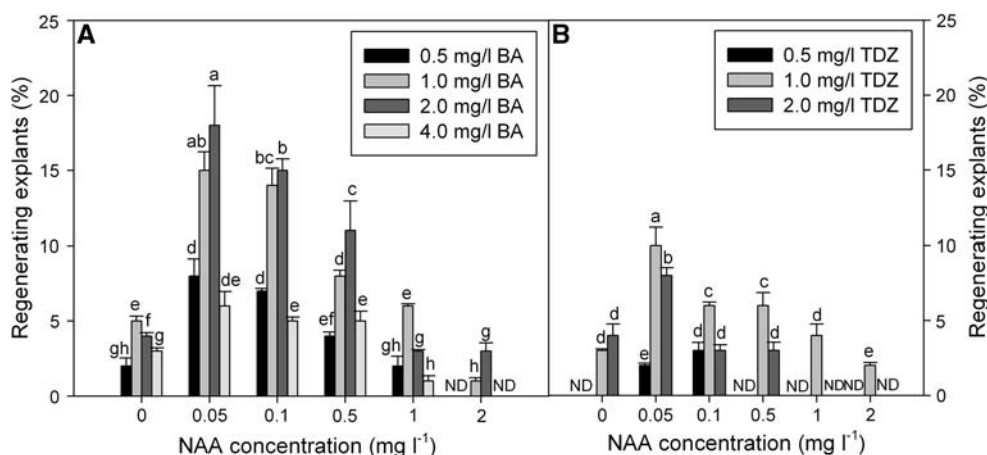 A
0.5 mg/l BA
1.0 mg/l BA
2.0 mg/l BA
4.0 mg/l BA
25
20
15
10
5
0
Regenerating explants (%)
gh e f g
d ab a de
d bc b e
ef d c e
gh e g h
ND h g ND
0 0.05 0.1 0.5 1 2
NAA concentration (mg l⁻¹)
B
0.5 mg/l TDZ
1.0 mg/l TDZ
2.0 mg/l TDZ
25
20
15
10
5
0
Regenerating explants (%)
ND d d
e a b
d c d
ND c d
ND d ND
ND e ND
0 0.05 0.1 0.5 1 2
NAA concentration (mg l⁻¹)